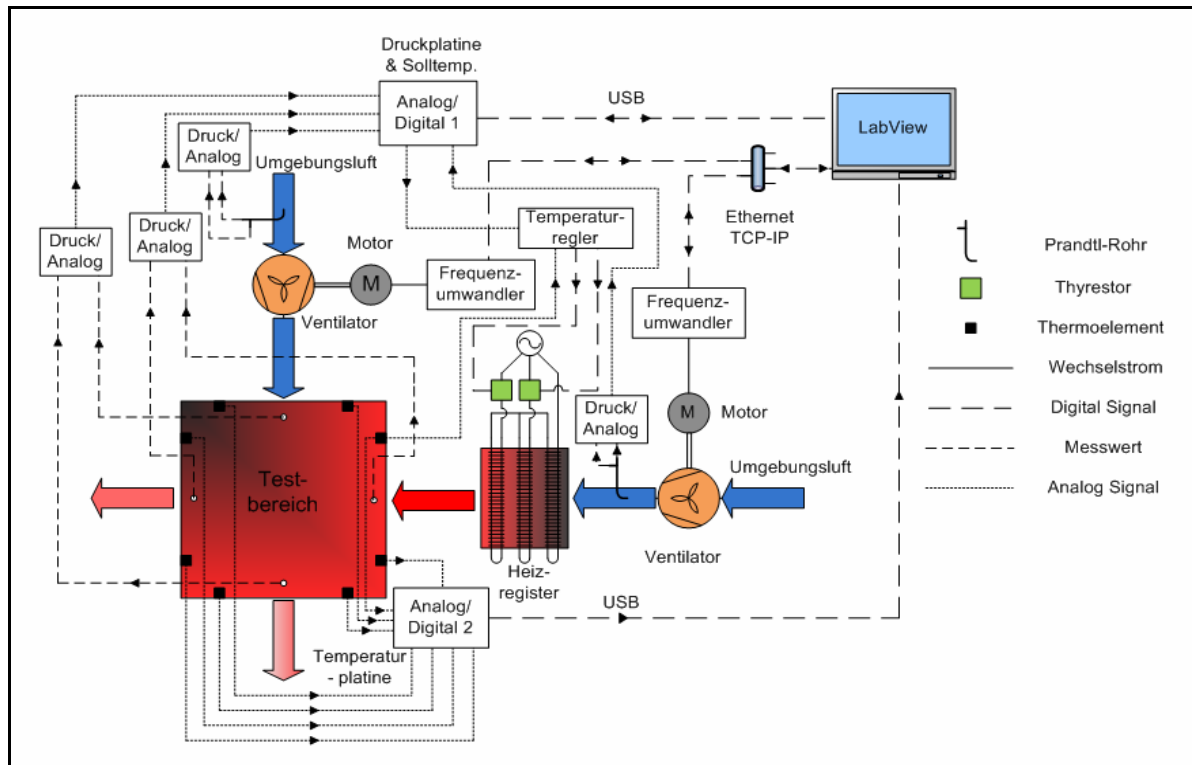 Druckplatine
& Solltemp.
Analog/
Digital 1
USB
LabView
Druck/
Analog
Umgebungsluft
Druck/
Analog
Druck/
Analog
Temperatur-
regler
Ethernet
TCP-IP
Motor
M
Frequenz-
umwandler
Ventilator
Frequenz-
umwandler
Prandtl-Rohr
Thyrestor
Thermoelement
Wechselstrom
Digital Signal
Messwert
Analog Signal
Druck/
Analog
M
Motor
Umgebungsluft
Test-
bereich
Ventilator
Heiz-
register
Analog/
Digital 2
USB
Temperatur
- platine